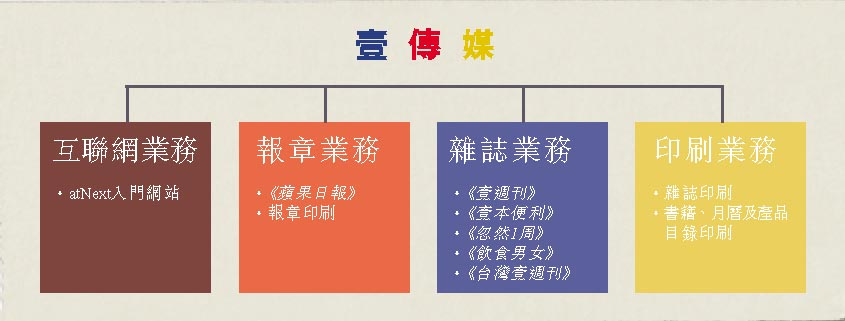 壹傳媒
互聯網業務
• atNext入門網站
報章業務
•《蘋果日報》
• 報章印刷
雜誌業務
•《壹週刊》
•《壹本便利》
•《忽然1周》
•《飲食男女》
•《台灣壹週刊》
印刷業務
• 雜誌印刷
• 書籍、月曆及產品
目錄印刷